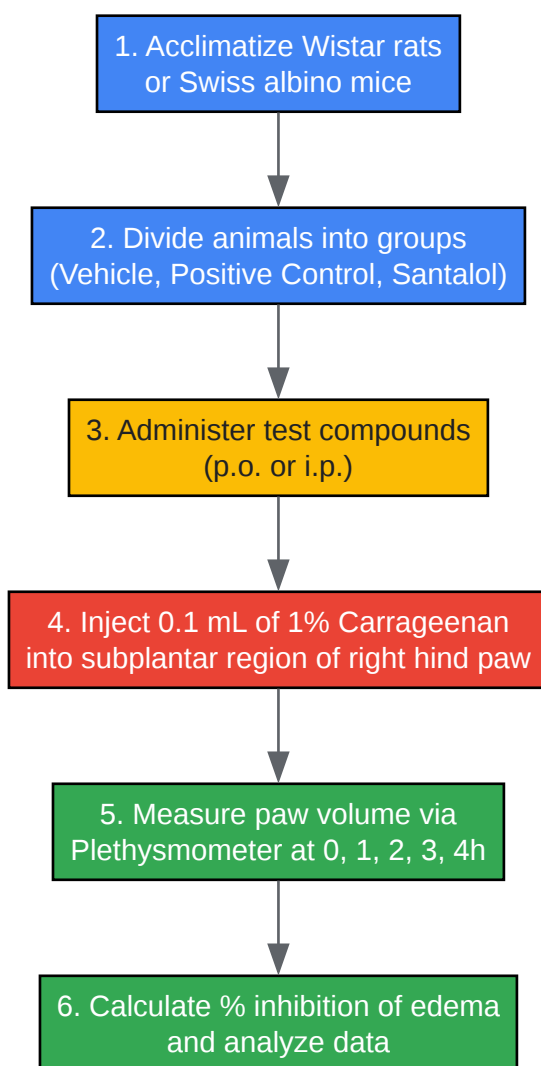 1. Acclimatize Wistar rats
or Swiss albino mice
2. Divide animals into groups
(Vehicle, Positive Control, Santalol)
3. Administer test compounds
(p.o. or i.p.)
4. Inject 0.1 mL of 1% Carrageenan
into subplantar region of right hind paw
5. Measure paw volume via
Plethysmometer at 0, 1, 2, 3, 4h
6. Calculate % inhibition of edema
and analyze data